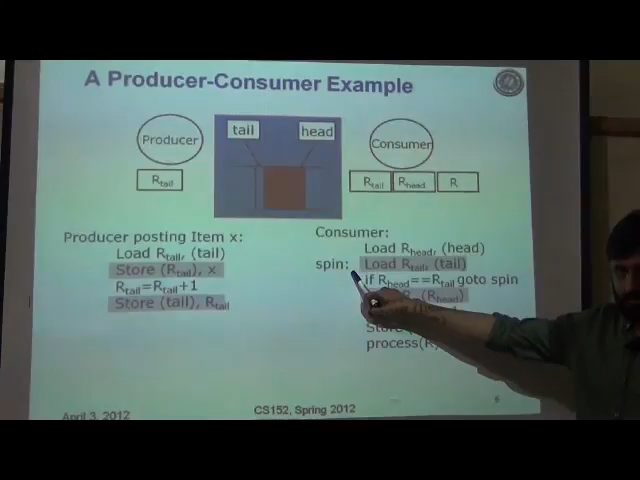 A Producer-Consumer Example
Producer
tail
head
Consumer
Rtail
Rtail
Rhead
R
Producer posting Item x:
Load Rtail, (tail)
Store (Rtail), x
Rtail=Rtail+1
Store (tail), Rtail
Consumer:
Load Rhead, (head)
spin: Load Rtail, (tail)
if Rhead==Rtail goto spin
(Rhead)
process(R)
April 3, 2012
CS152, Spring 2012
6